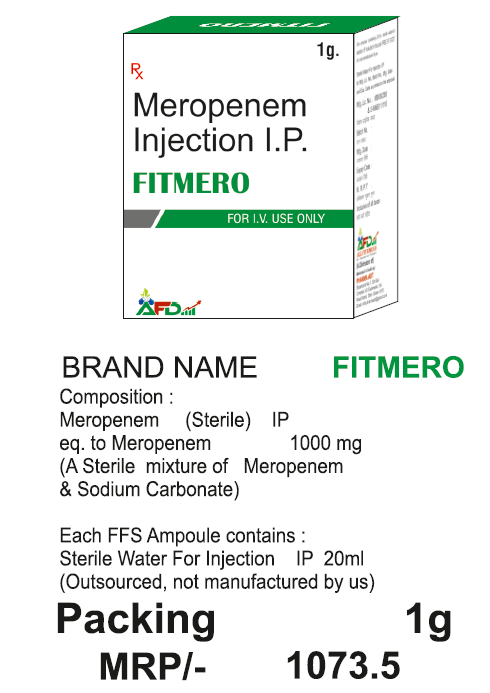 FITMERO
1g.
Rx
Meropenem
Injection I.P.
FITMERO
FOR I.V. USE ONLY
AFD
BRAND NAME FITMERO
Composition :
Meropenem (Sterile) IP
eq. to Meropenem 1000 mg
(A Sterile mixture of Meropenem
& Sodium Carbonate)
Each FFS Ampoule contains :
Sterile Water For Injection IP 20ml
(Outsourced, not manufactured by us)
Packing 1g
MRP/- 1073.5